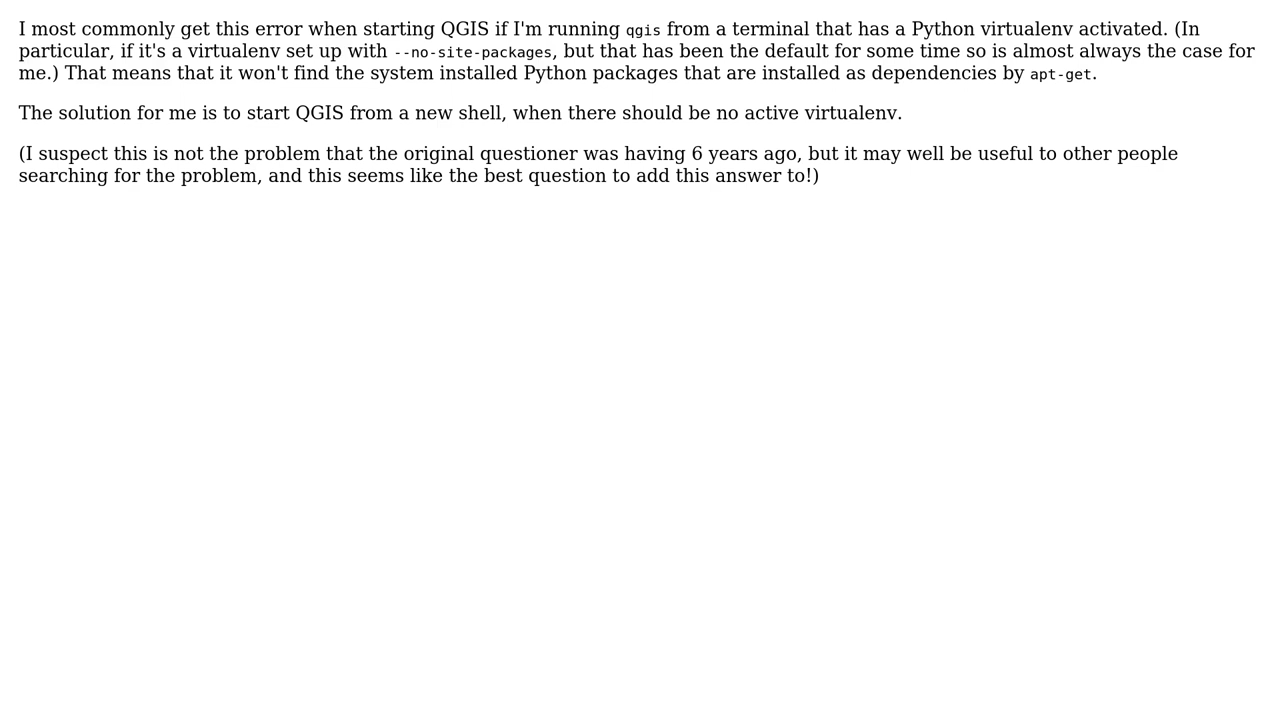 I most commonly get this error when starting QGIS if I'm running qgis from a terminal that has a Python virtualenv activated. (In
particular, if it's a virtualenv set up with --no-site-packages, but that has been the default for some time so is almost always the case for
me.) That means that it won't find the system installed Python packages that are installed as dependencies by apt-get.
The solution for me is to start QGIS from a new shell, when there should be no active virtualenv.
(I suspect this is not the problem that the original questioner was having 6 years ago, but it may well be useful to other people
searching for the problem, and this seems like the best question to add this answer to!)